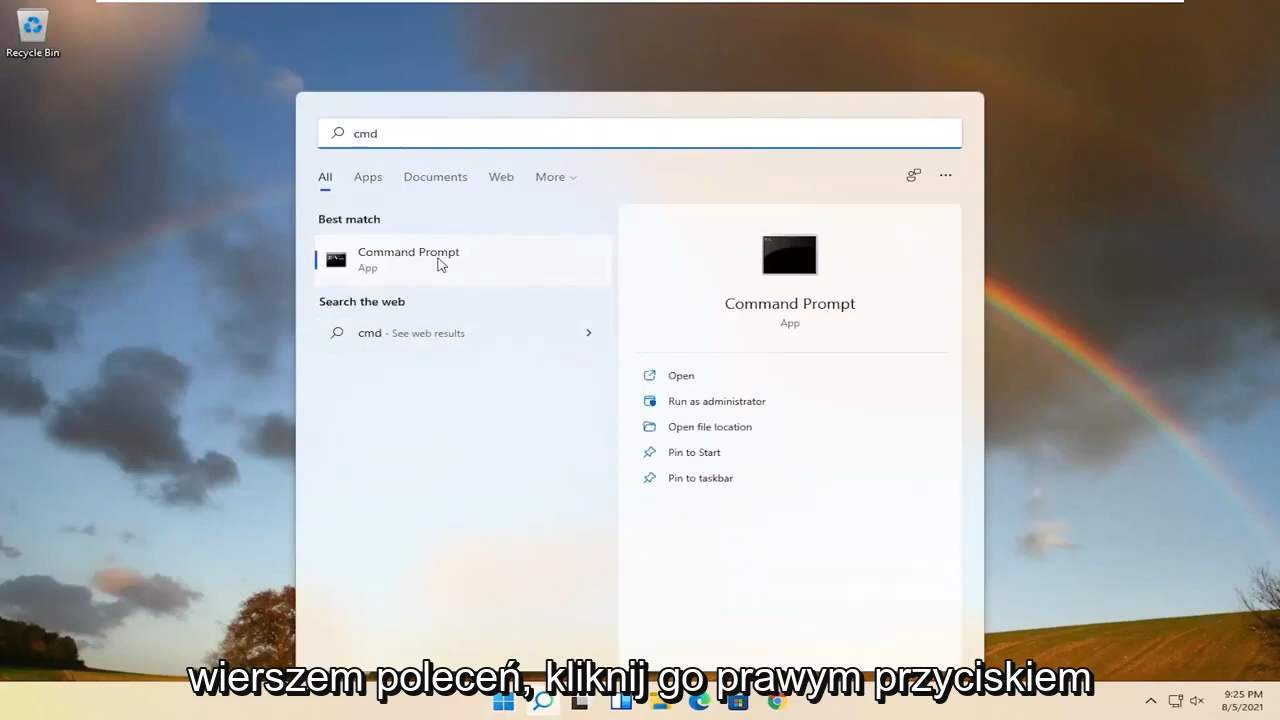 Recycle Bin
cmd
All Apps Documents Web More
Best match
Command Prompt
App
Search the web
cmd - See web results
Command Prompt
App
Open
Run as administrator
Open file location
Pin to Start
Pin to taskbar
wierszem poleceń, kliknij go prawym przyciskiem
9:25 PM
8/5/2021